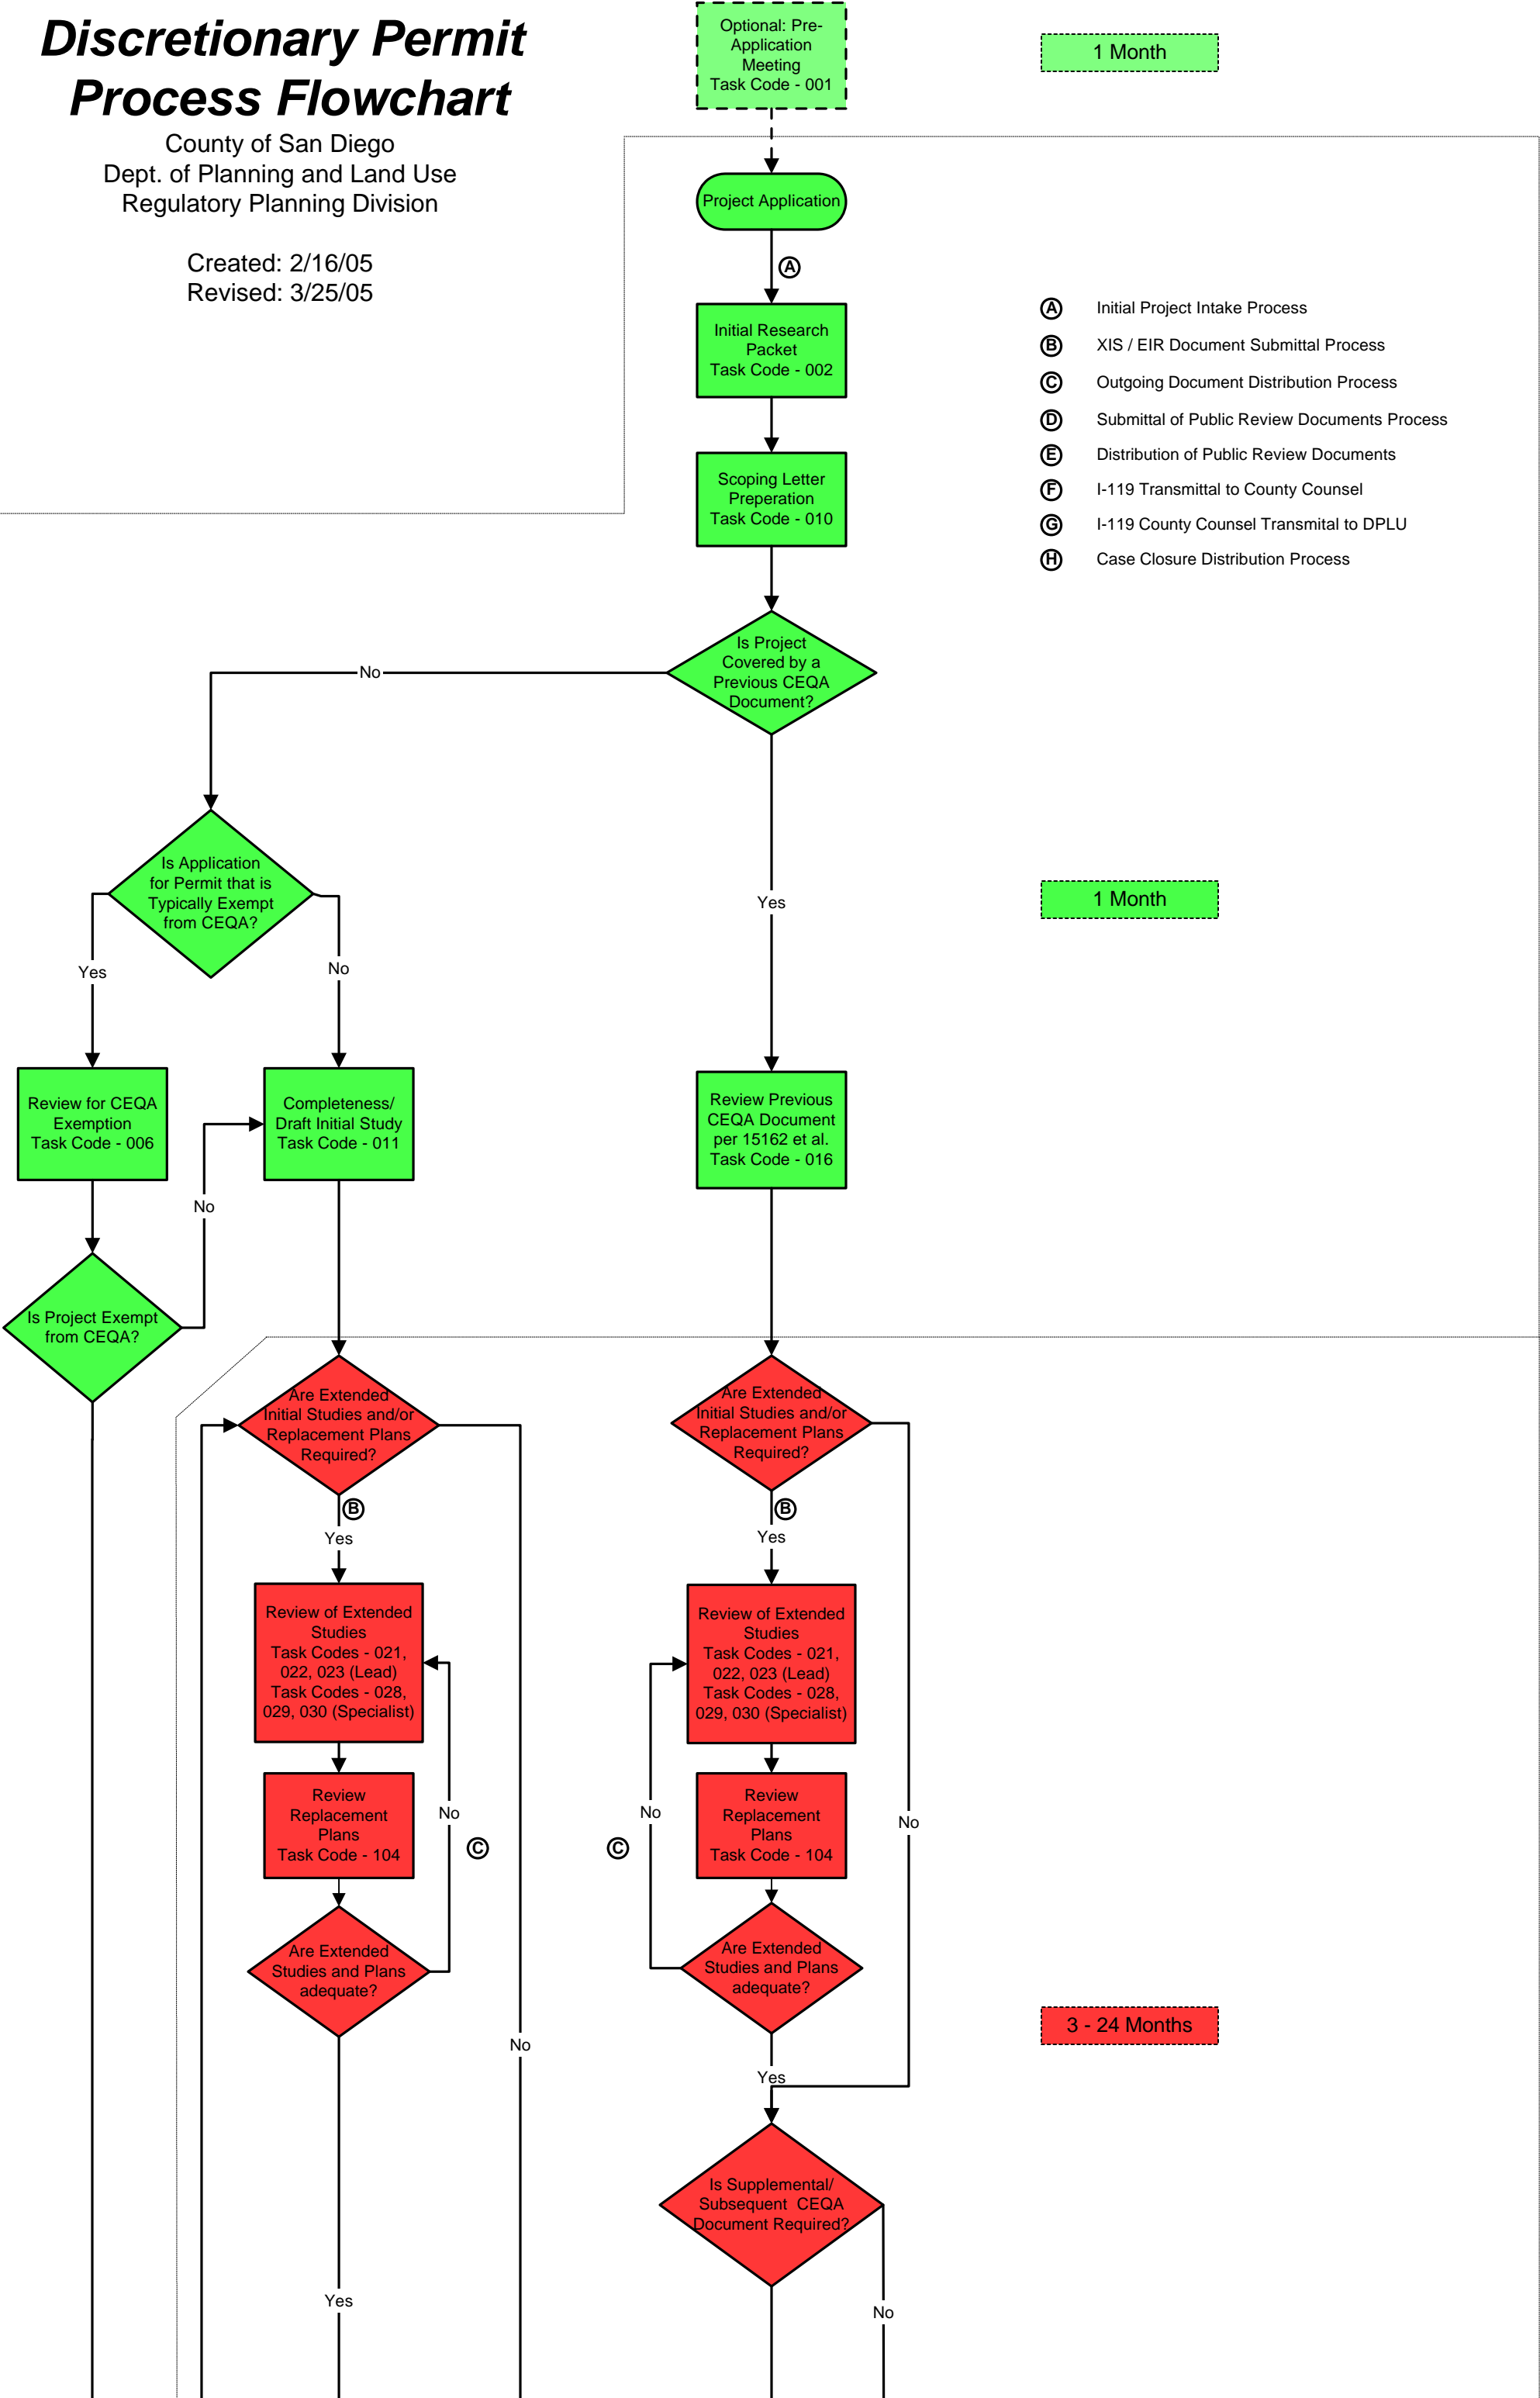 Discretionary Permit
Process Flowchart
County of San Diego
Dept. of Planning and Land Use
Regulatory Planning Division
Created: 2/16/05
Revised: 3/25/05
Optional: Pre-
Application
Meeting
Task Code - 001
1 Month
Project Application
A
Initial Research
Packet
Task Code - 002
Scoping Letter
Preperation
Task Code - 010
A Initial Project Intake Process
B XIS / EIR Document Submittal Process
C Outgoing Document Distribution Process
D Submittal of Public Review Documents Process
E Distribution of Public Review Documents
F I-119 Transmittal to County Counsel
G I-119 County Counsel Transmital to DPLU
H Case Closure Distribution Process
Is Project
Covered by a
Previous CEQA
Document?
No
Yes
Is Application
for Permit that is
Typically Exempt
from CEQA?
Yes
No
1 Month
Review for CEQA
Exemption
Task Code - 006
Completeness/
Draft Initial Study
Task Code - 011
Review Previous
CEQA Document
per 15162 et al.
Task Code - 016
No
Is Project Exempt
from CEQA?
Are Extended
Initial Studies and/or
Replacement Plans
Required?
B
Yes
Review of Extended
Studies
Task Codes - 021,
022, 023 (Lead)
Task Codes - 028,
029, 030 (Specialist)
Review
Replacement
Plans
Task Code - 104
No
C
Are Extended
Studies and Plans
adequate?
No
Yes
Are Extended
Initial Studies and/or
Replacement Plans
Required?
B
Yes
Review of Extended
Studies
Task Codes - 021,
022, 023 (Lead)
Task Codes - 028,
029, 030 (Specialist)
Review
Replacement
Plans
Task Code - 104
No
C
No
Are Extended
Studies and Plans
adequate?
Yes
3 - 24 Months
Is Supplemental/
Subsequent  CEQA
Document Required?
No